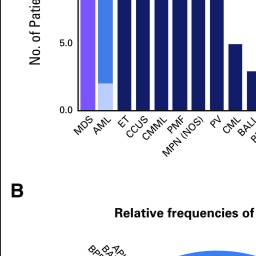 No. of Patie
5.0
0.0
MDS
AML
ET
CCUS
CMML
PMF
MPN (NOS)
PV
CML
BALL
B
Relative frequencies of